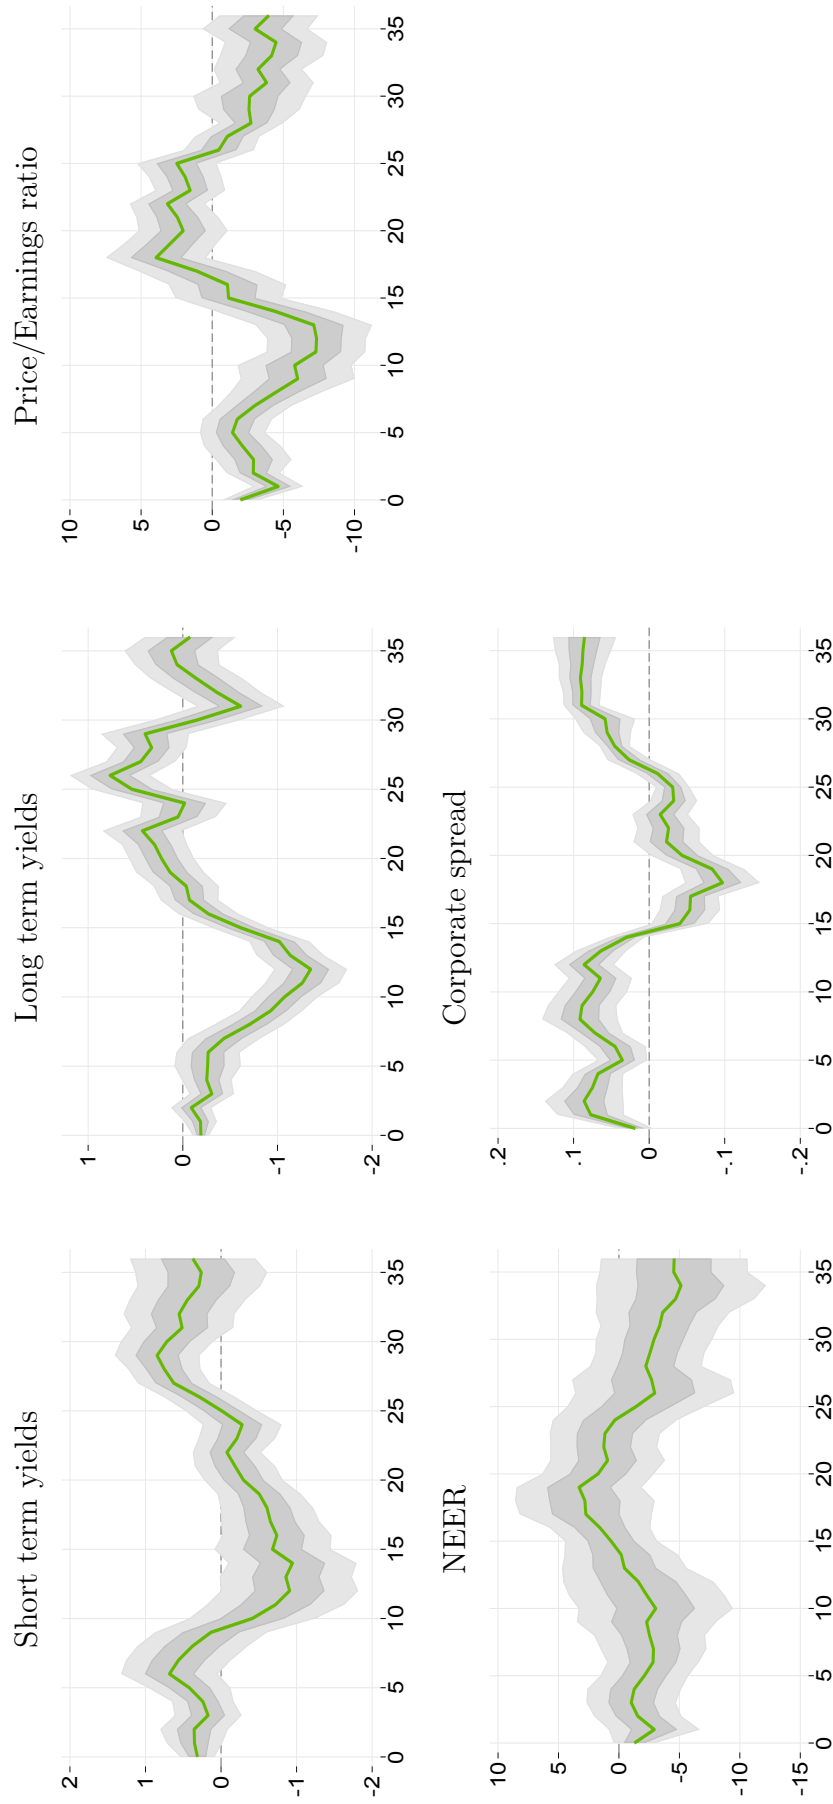 Short term yields
2
1
0
-1
-2
0 5 10 15 20 25 30 35
Long term yields
1
0
-1
-2
0 5 10 15 20 25 30 35
Price/Earnings ratio
10
5
0
-5
-10
0 5 10 15 20 25 30 35
NEER
10
5
0
-5
-10
-15
0 5 10 15 20 25 30 35
Corporate spread
.2
.1
0
-.1
-.2
0 5 10 15 20 25 30 35